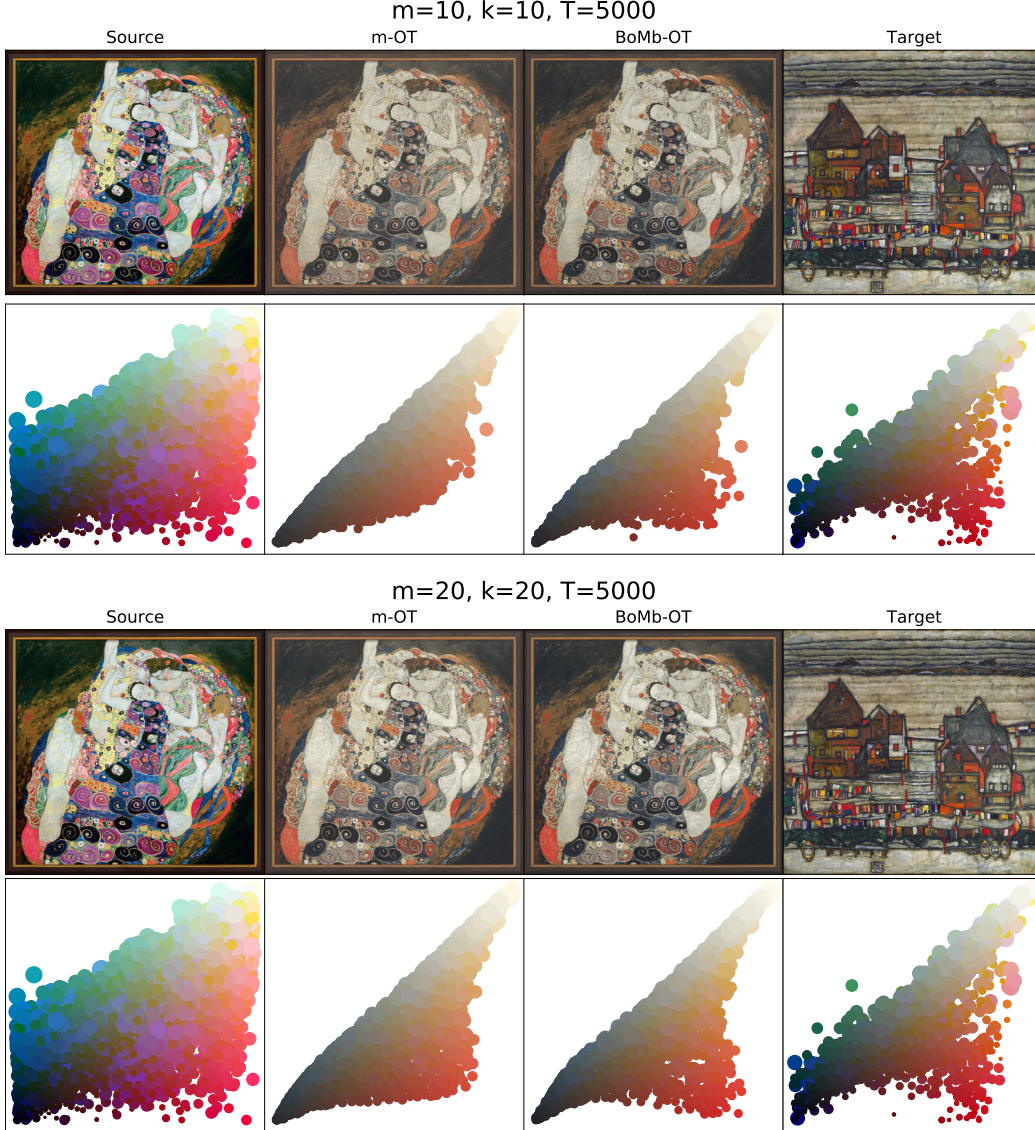 m=10, k=10, T=5000
Source m-OT BoMb-OT Target
m=20, k=20, T=5000
Source m-OT BoMb-OT Target